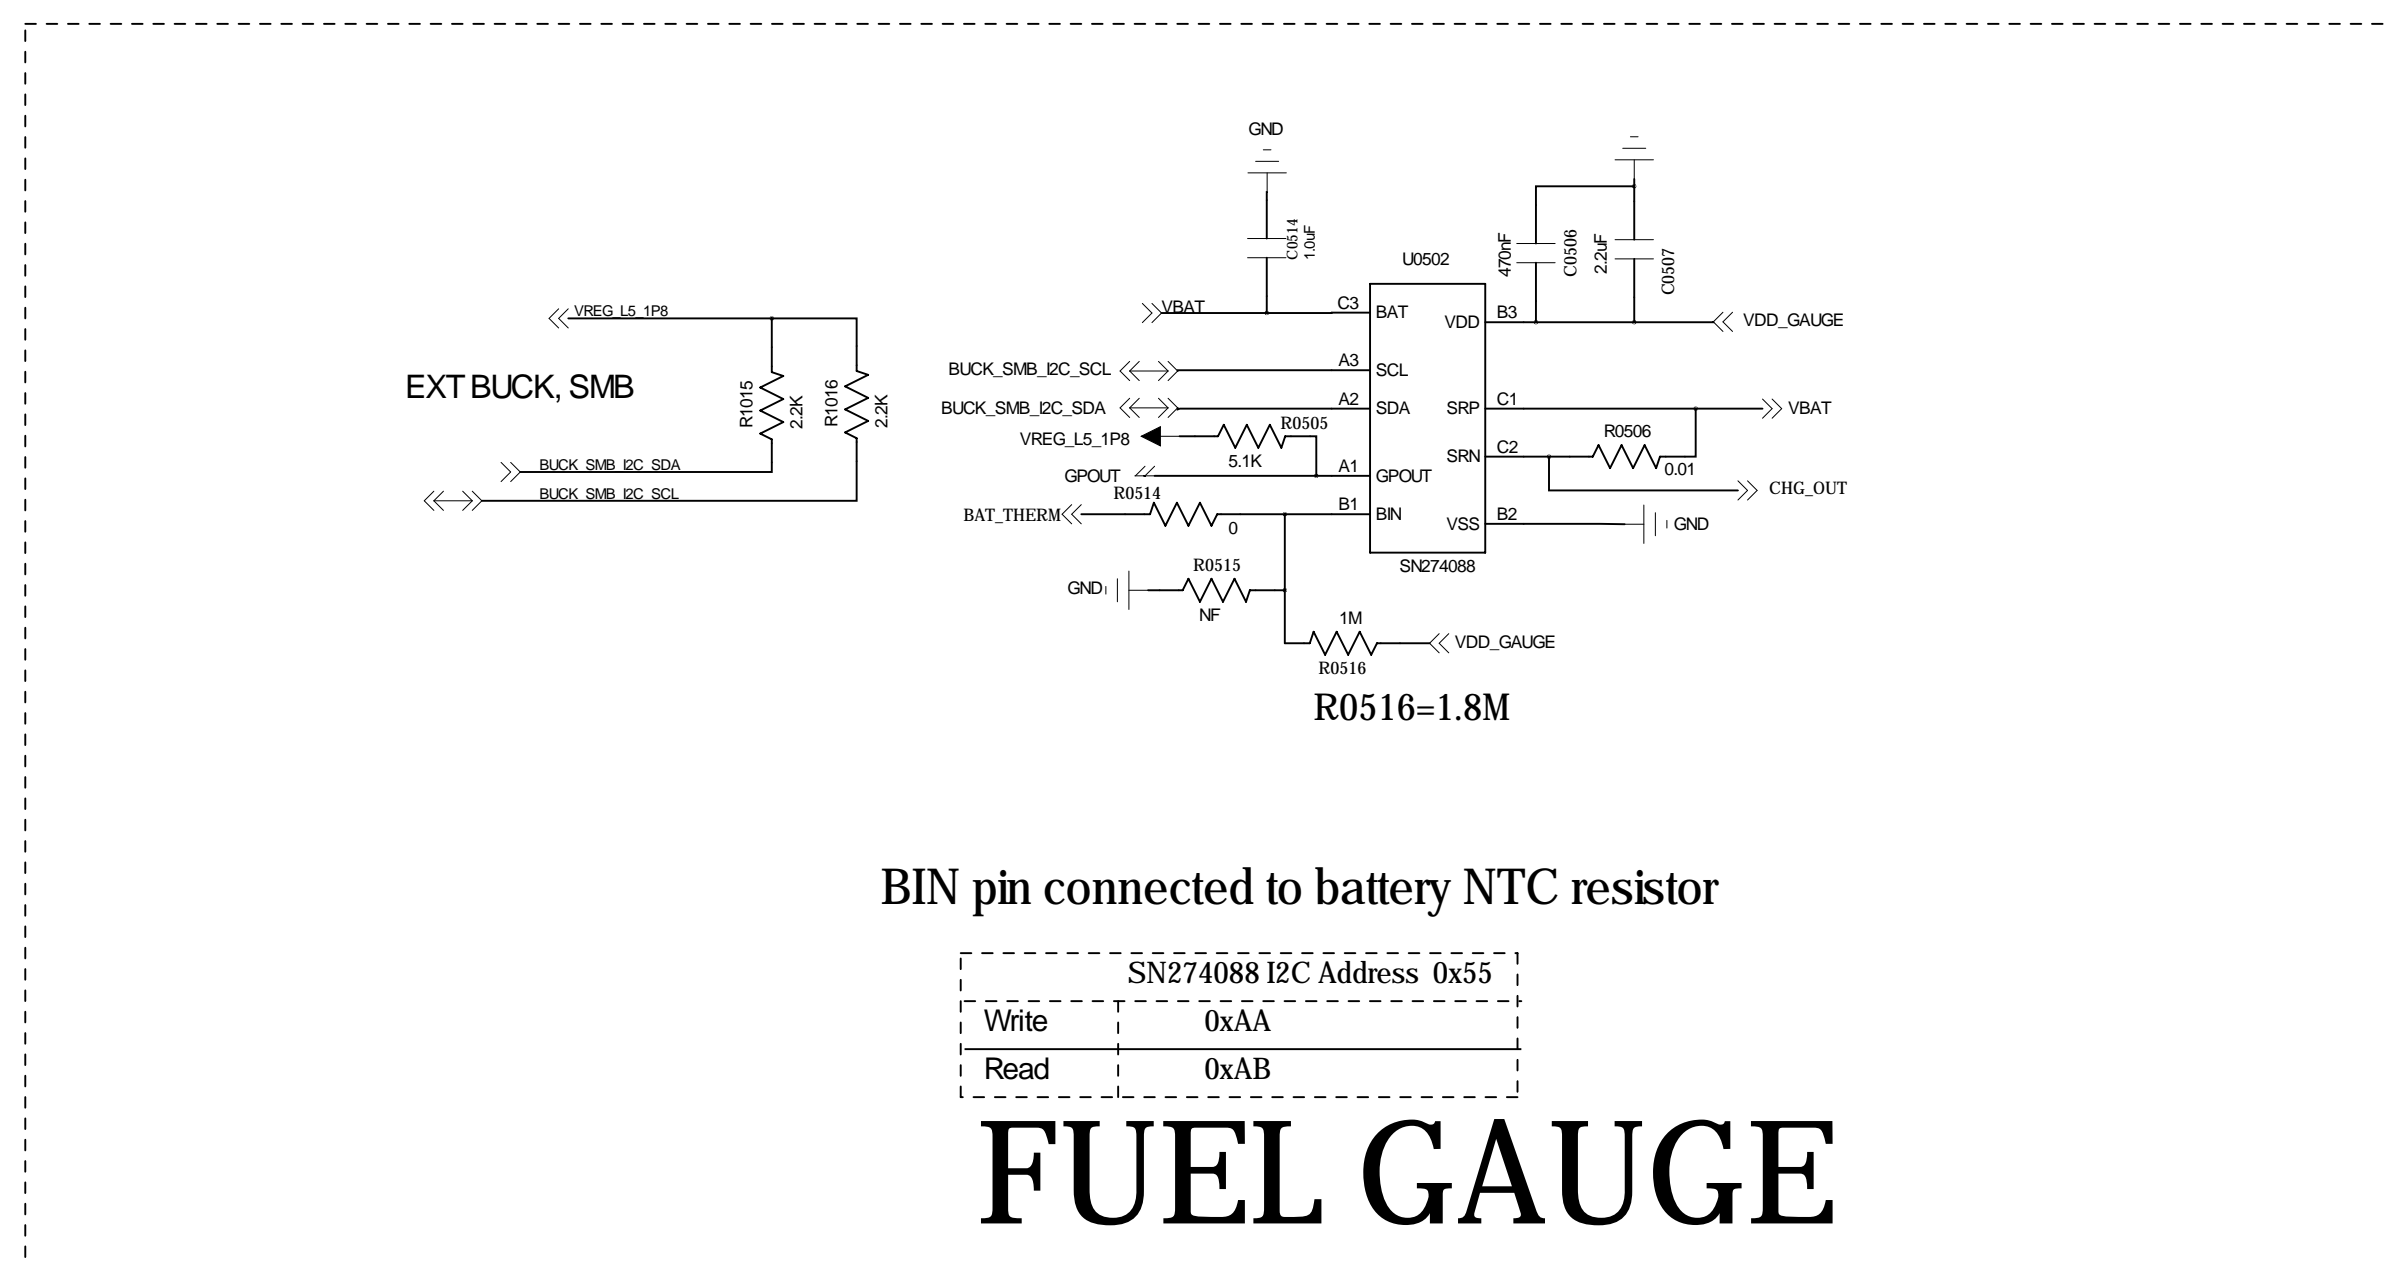 GND
C0514
1.0uF
470nF
C0506
2.2uF
C0507
U0502
VREG_L5_1P8
EXT BUCK, SMB
R1015
2.2K
R1016
2.2K
BUCK_SMB_I2C_SDA
BUCK_SMB_I2C_SCL
VBAT
C3
BAT
VDD
B3
VDD_GAUGE
BUCK_SMB_I2C_SCL
A3
SCL
BUCK_SMB_I2C_SDA
A2
SDA
SRP
C1
VBAT
VREG_L5_1P8
R0505
5.1K
R0506
0.01
SRN
C2
GPOUT
A1
GPOUT
CHG_OUT
R0514
BAT_THERM
0
B1
BIN
VSS
B2
GND
SN274088
R0515
GND
NF
1M
VDD_GAUGE
R0516
R0516=1.8M
BIN pin connected to battery NTC resistor
SN274088 I2C Address 0x55
Write 0xAA
Read 0xAB
FUEL GAUGE